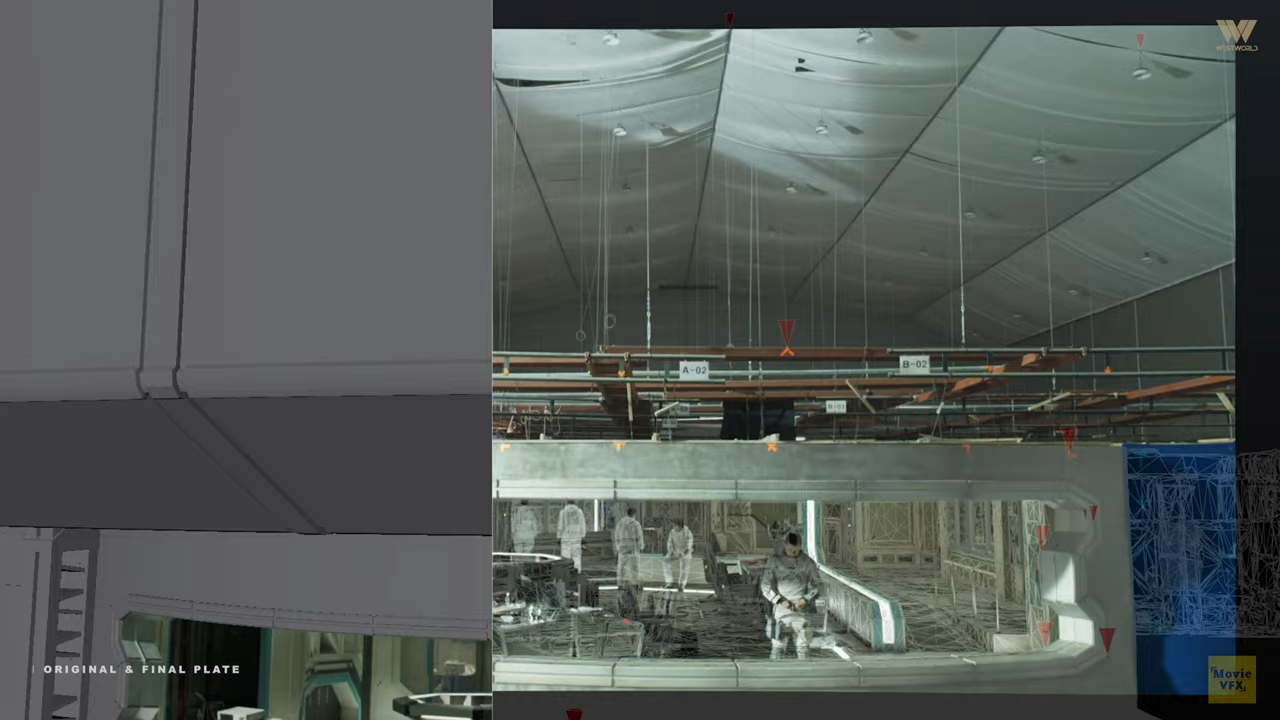 WESTWORLD
A-02
B-02
B-03
ORIGINAL & FINAL PLATE
Movie
VFX